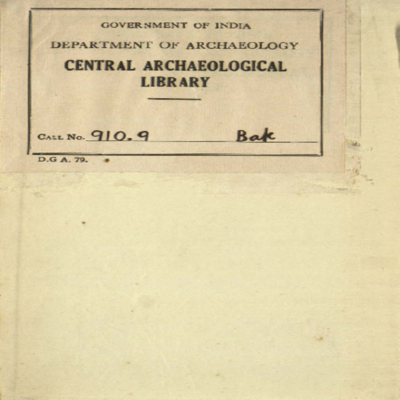 GOVERNMENT OF INDIA
DEPARTMENT OF ARCHAEOLOGY
CENTRAL ARCHAEOLOGICAL
LIBRARY
CALL No. 910.9 Bak
D.G A. 79.